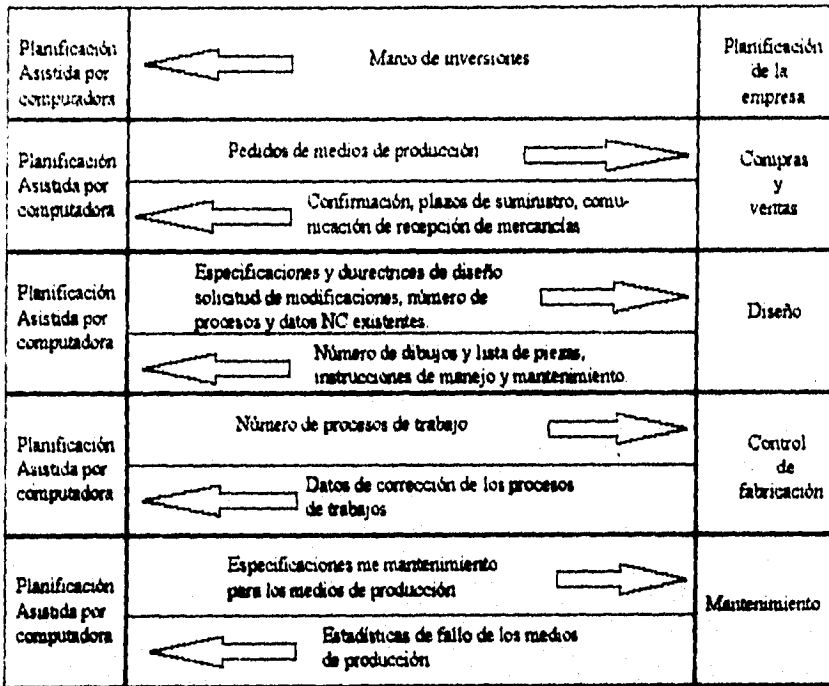 Planificación
Asistida por
computadora
Marco de inversiones
Planificación
de la
empresa
Planificación
Asistida por
computadora
Pedidos de medios de producción
Confirmación, plazos de suministro, comu-
nicación de recepción de mercancías
Compras
y
ventas
Planificación
Asistida por
computadora
Especificaciones y duurectrices de diseño
solicitud de modificaciones, número de
procesos y datos NC existentes.
Número de dibujos y lista de piezas,
instrucciones de manejo y mantenimiento.
Diseño
Planificación
Asistida por
computadora
Número de procesos de trabajo
Datos de corrección de los procesos
de trabajos
Control
de
fabricación
Planificación
Asistida por
computadora
Especificaciones me mantenimiento
para los medios de producción
Estadísticas de fallo de los medios
de producción
Mantenimiento